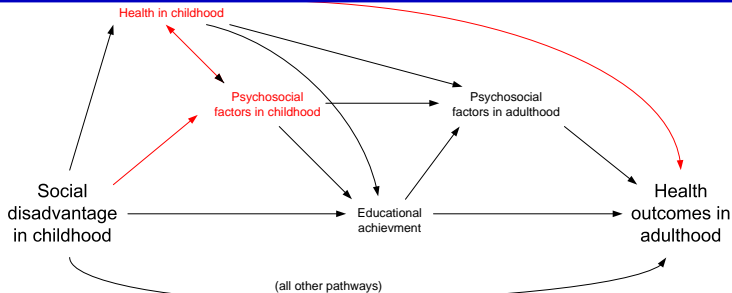 Health in childhood
Psychosocial
factors in childhood
Psychosocial
factors in adulthood
Social
disadvantage
in childhood
Educational
achievment
Health
outcomes in
adulthood
(all other pathways)